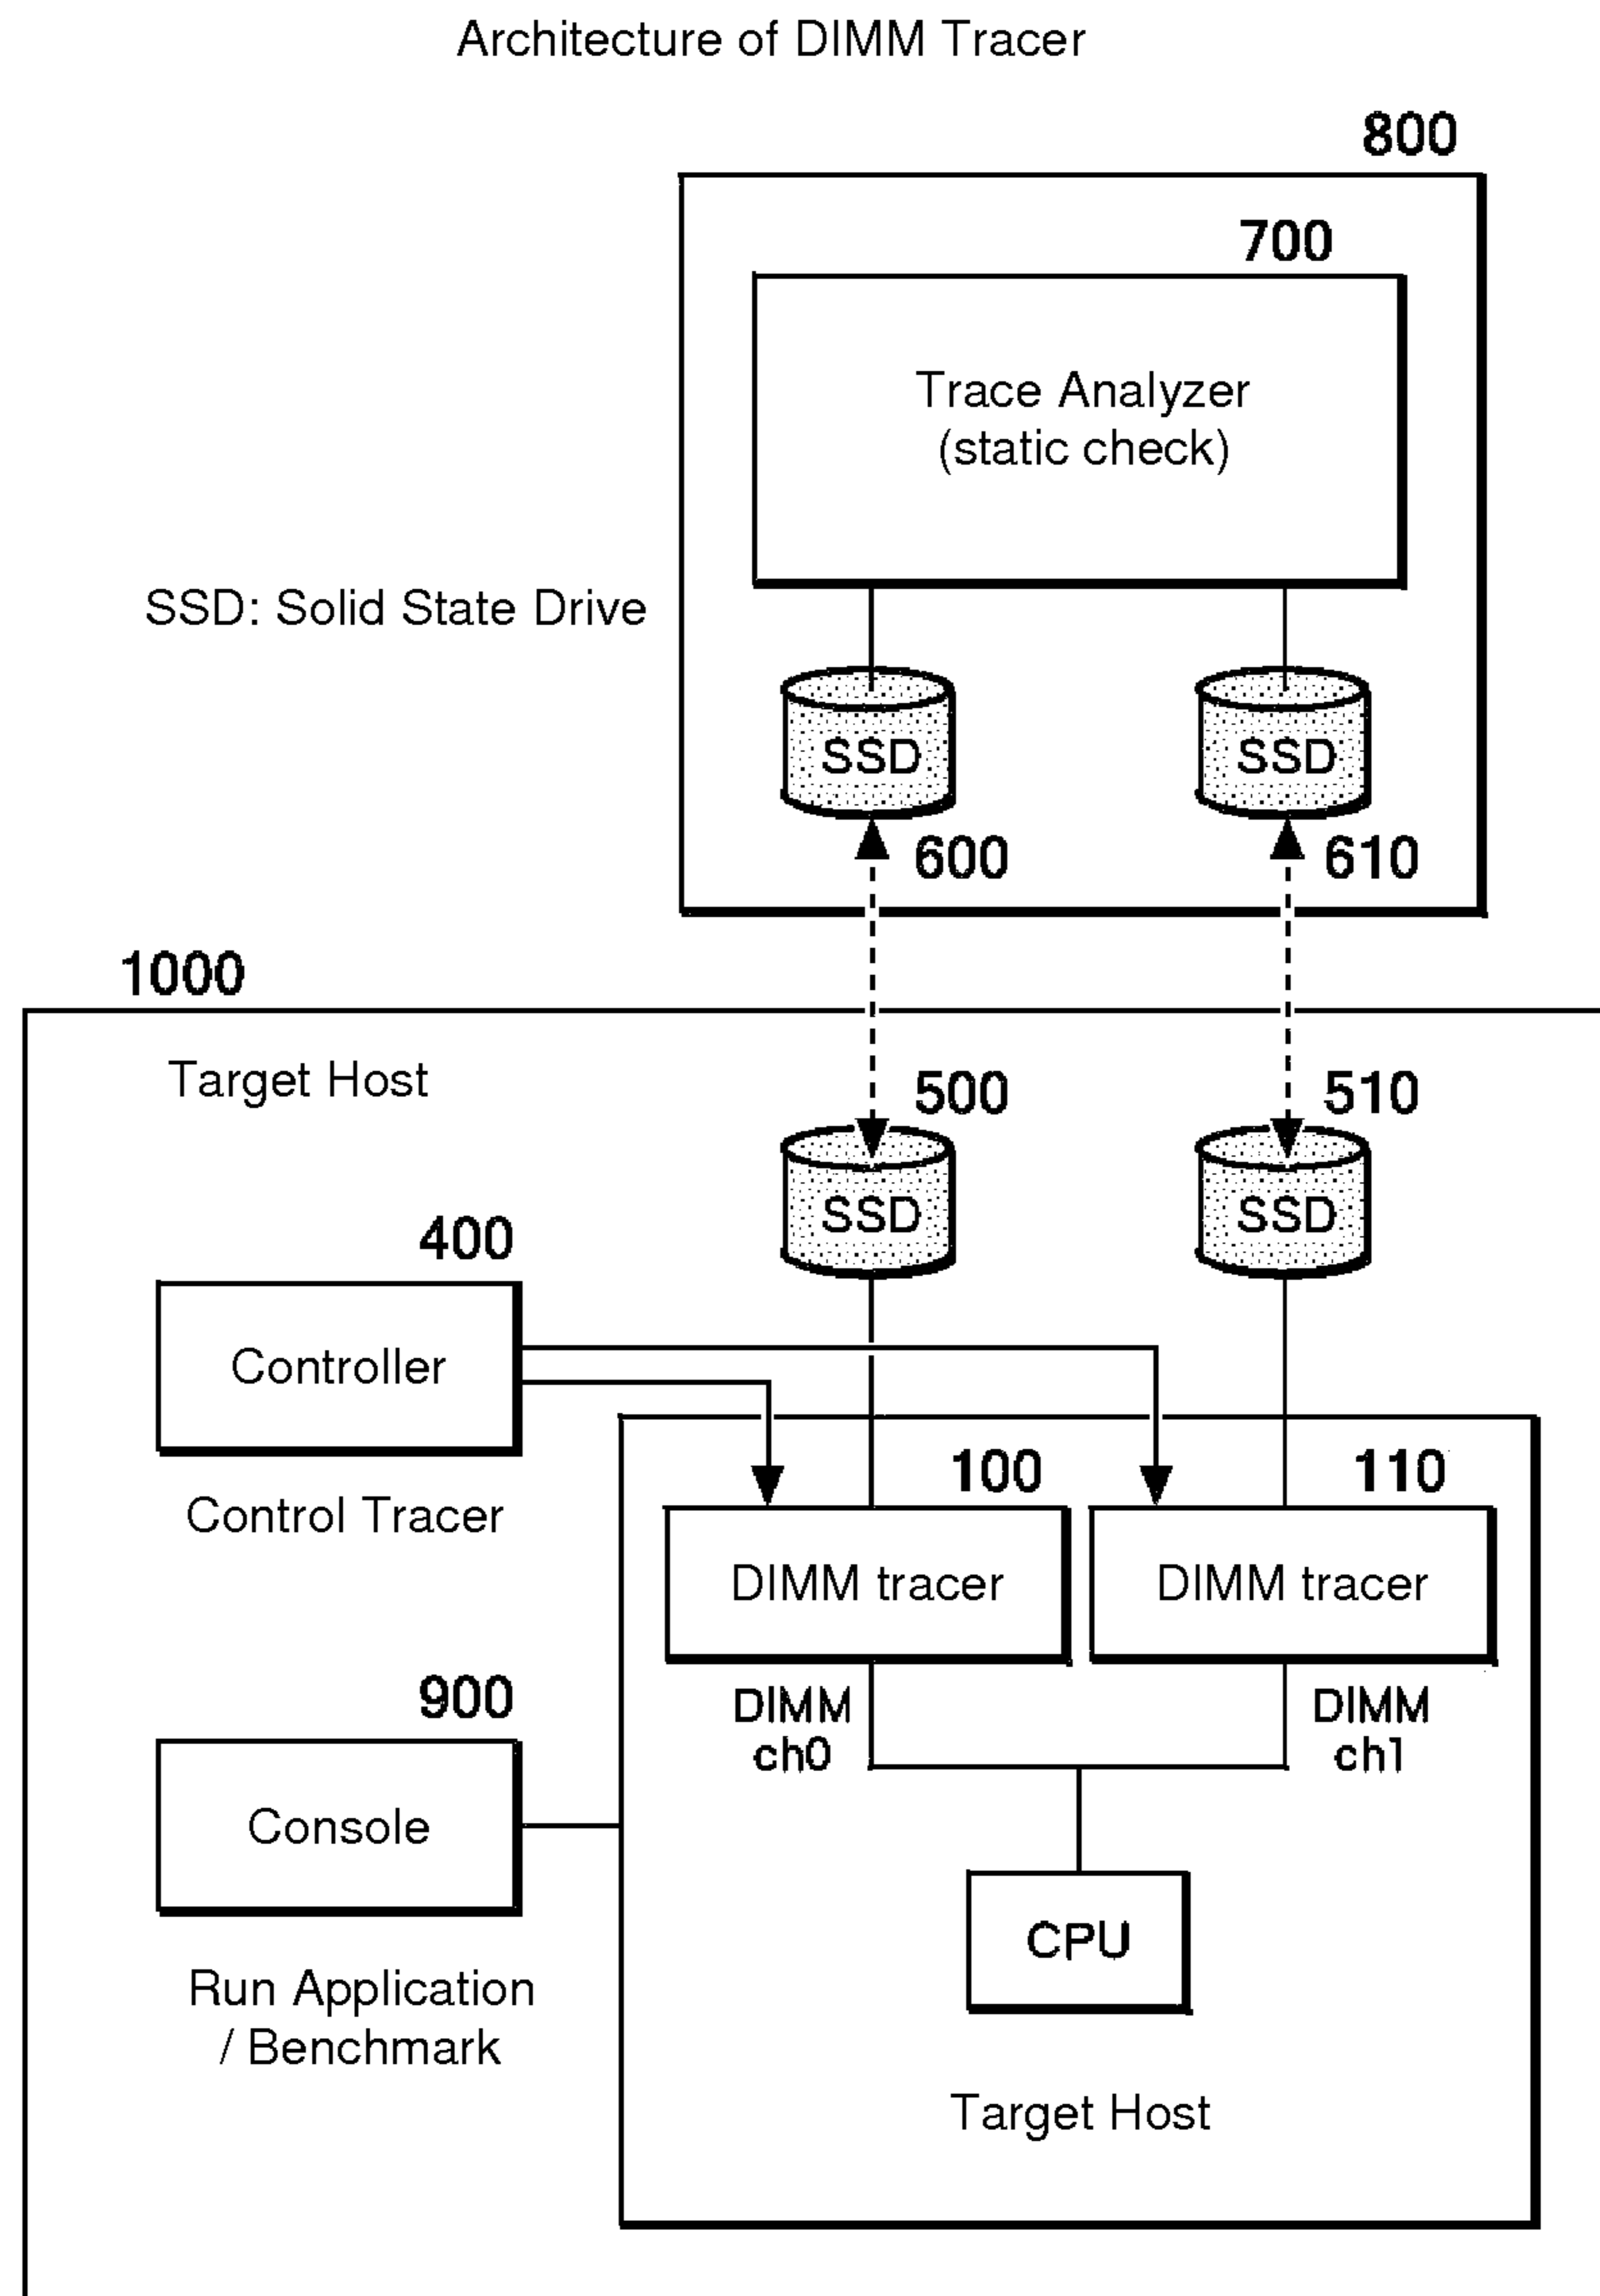 Architecture of DIMM Tracer
800
700
Trace Analyzer
(static check)
SSD: Solid State Drive
SSD
SSD
600
610
1000
Target Host
500
510
SSD
SSD
400
Controller
Control Tracer
100
110
DIMM tracer
DIMM tracer
DIMM
ch0
DIMM
ch1
900
Console
Run Application
/ Benchmark
CPU
Target Host